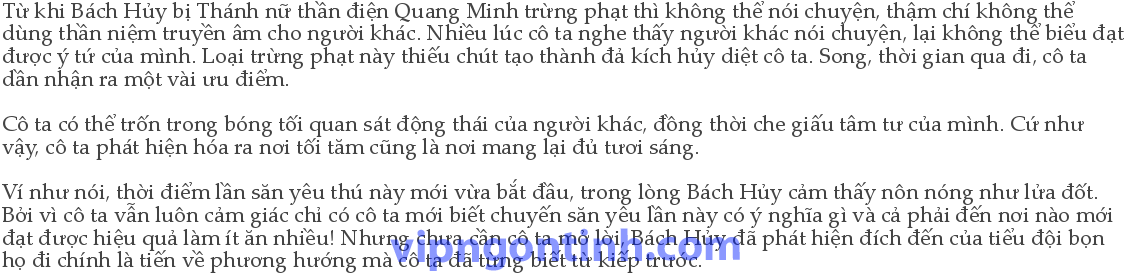 Từ khi Bách Hủy bị Thánh nữ thần điện Quang Minh trừng phạt thì không thể nói chuyện, thậm chí không thể
dùng thần niệm truyền âm cho người khác. Nhiều lúc cô ta nghe thấy người khác nói chuyện, lại không thể biểu đạt
được ý tứ của mình. Loại trừng phạt này thiếu chút tạo thành đả kích hủy diệt cô ta. Song, thời gian qua đi, cô ta
dần nhận ra một vài ưu điểm.
Cô ta có thể trốn trong bóng tối quan sát động thái của người khác, đồng thời che giấu tâm tư của mình. Cứ như
vậy, cô ta phát hiện hóa ra nơi tối tăm cũng là nơi mang lại đủ tươi sáng.
Ví như nói, thời điểm lần săn yêu thú này mới vừa bắt đầu, trong lòng Bách Hủy cảm thấy nôn nóng như lửa đốt.
Bởi vì cô ta vẫn luôn cảm giác chỉ có cô ta mới biết chuyến săn yêu lần này có ý nghĩa gì và cả phải đến nơi nào mới
đạt được hiệu quả làm ít ăn nhiều! Nhưng chưa cần cô ta mở lời, Bách Hủy đã phát hiện đích đến của tiểu đội bọn
họ đi chính là tiến về phương hướng mà cô ta đã từng biết từ kiếp trước.
vipngontinh.com